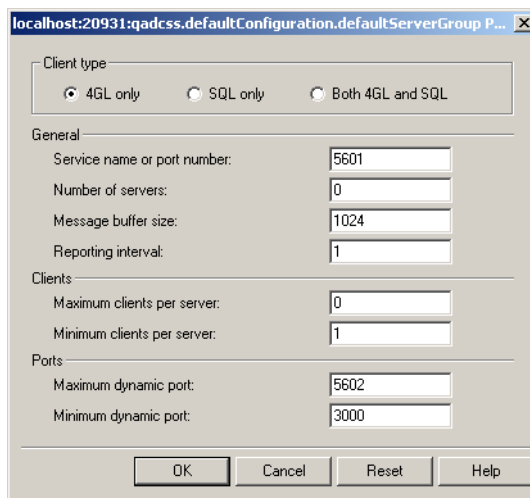 localhost:20931:qadcss.defaultConfiguration.defaultServerGroup P...
Client type
4GL only SQL only Both 4GL and SQL
General
Service name or port number: 5601
Number of servers: 0
Message buffer size: 1024
Reporting interval: 1
Clients
Maximum clients per server: 0
Minimum clients per server: 1
Ports
Maximum dynamic port: 5602
Minimum dynamic port: 3000
OK Cancel Reset Help